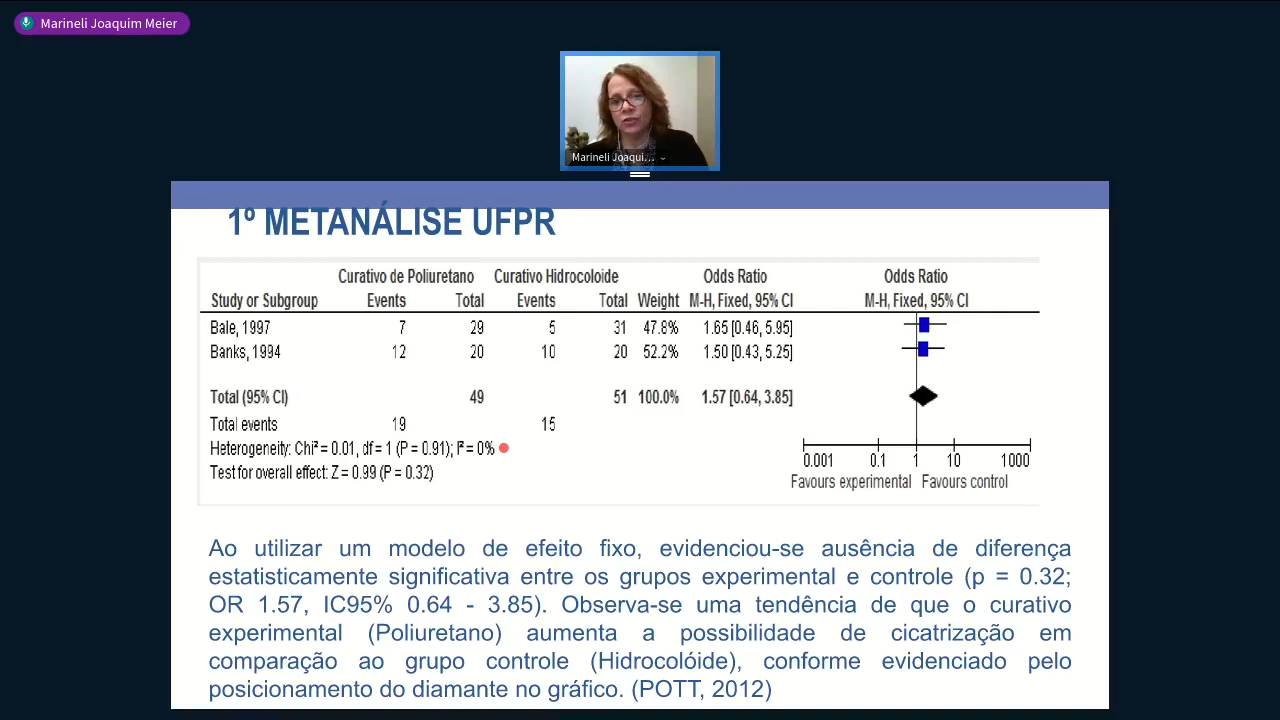 Marineli Joaquim Meier
Marineli Joaqui...
1º METANÁLISE UFPR
Curativo de Poliuretano Curativo Hidrocoloide Odds Ratio Odds Ratio
Study or Subgroup Events Total Events Total Weight M-H, Fixed, 95% CI M-H, Fixed, 95% CI
Bale, 1997 7 29 5 31 47.8% 1.65 [0.46, 5.95]
Banks, 1994 12 20 10 20 52.2% 1.50 [0.43, 5.25]
Total (95% CI) 49 51 100.0% 1.57 [0.64, 3.85]
Total events 19 15
Heterogeneity: Chi² = 0.01, df = 1 (P = 0.91); I² = 0%
Test for overall effect: Z = 0.99 (P = 0.32)
0.001 0.1 1 10 1000
Favours experimental Favours control
Ao utilizar um modelo de efeito fixo, evidenciou-se ausência de diferença
estatisticamente significativa entre os grupos experimental e controle (p = 0.32;
OR 1.57, IC95% 0.64 - 3.85). Observa-se uma tendência de que o curativo
experimental (Poliuretano) aumenta a possibilidade de cicatrização em
comparação ao grupo controle (Hidrocolóide), conforme evidenciado pelo
posicionamento do diamante no gráfico. (POTT, 2012)